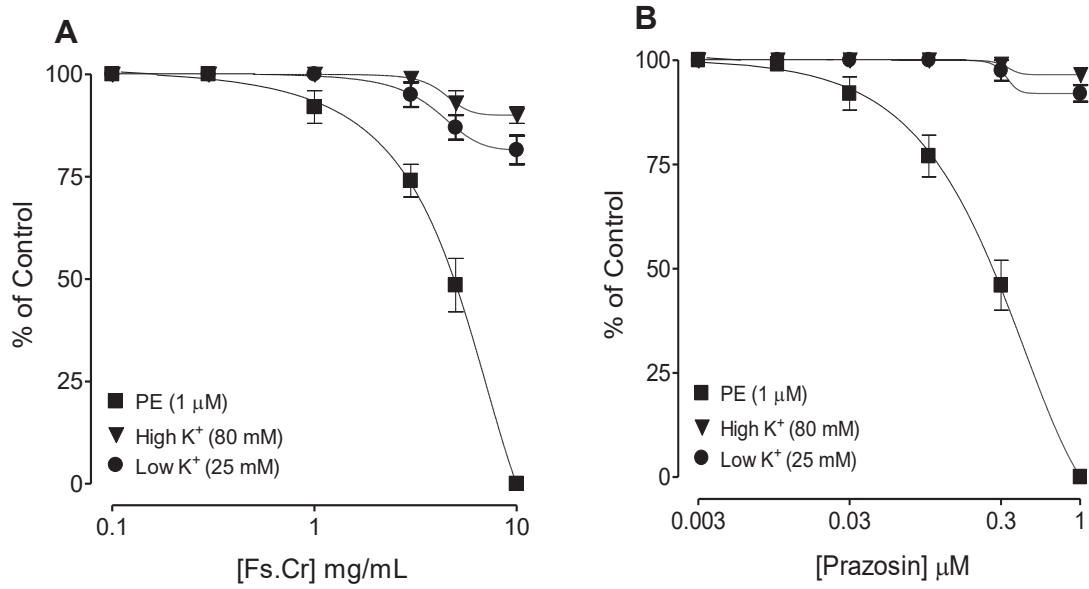 A
100
75
50
25
0
% of Control
PE (1 μM)
High K⁺ (80 mM)
Low K⁺ (25 mM)
0.1
1
10
[Fs.Cr] mg/mL
B
100
75
50
25
0
% of Control
PE (1 μM)
High K⁺ (80 mM)
Low K⁺ (25 mM)
0.003
0.03
0.3
1
[Prazosin] μM